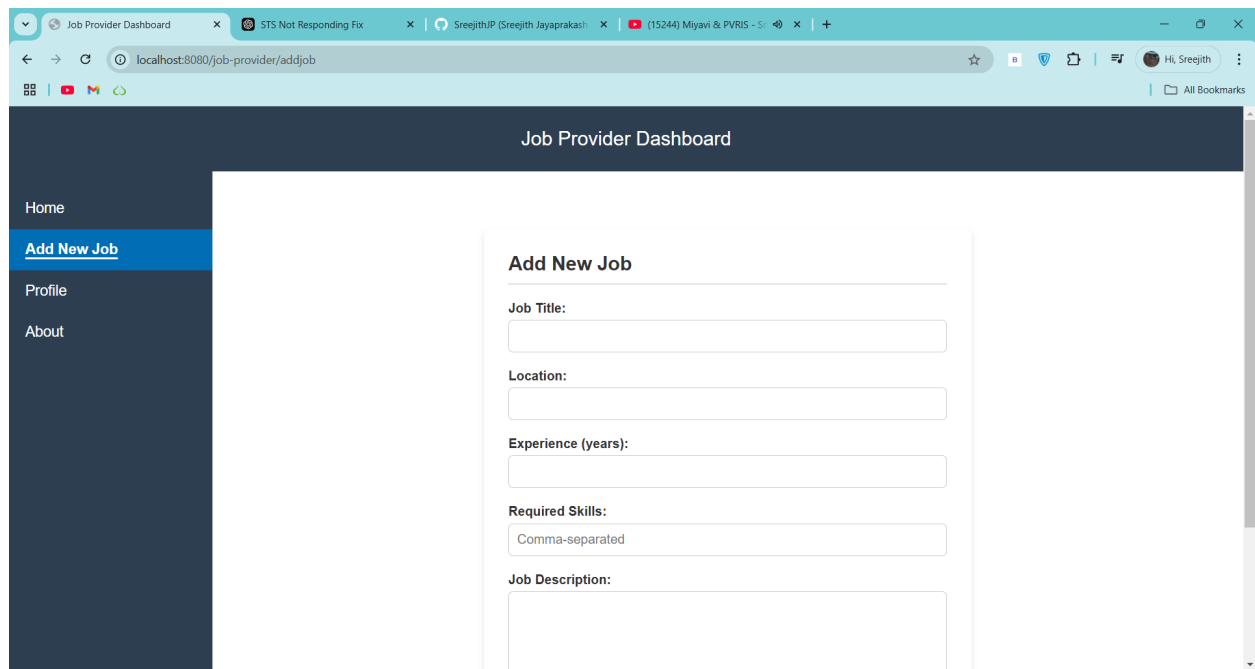 Job Provider Dashboard
STS Not Responding Fix
SreejithJP (Sreejith Jayaprakash
(15244) Miyavi & PVRIS - Sc
localhost:8080/job-provider/addjob
B
Hi, Sreejith
All Bookmarks
Job Provider Dashboard
Home
Add New Job
Profile
About
Add New Job
Job Title:
Location:
Experience (years):
Required Skills:
Comma-separated
Job Description: